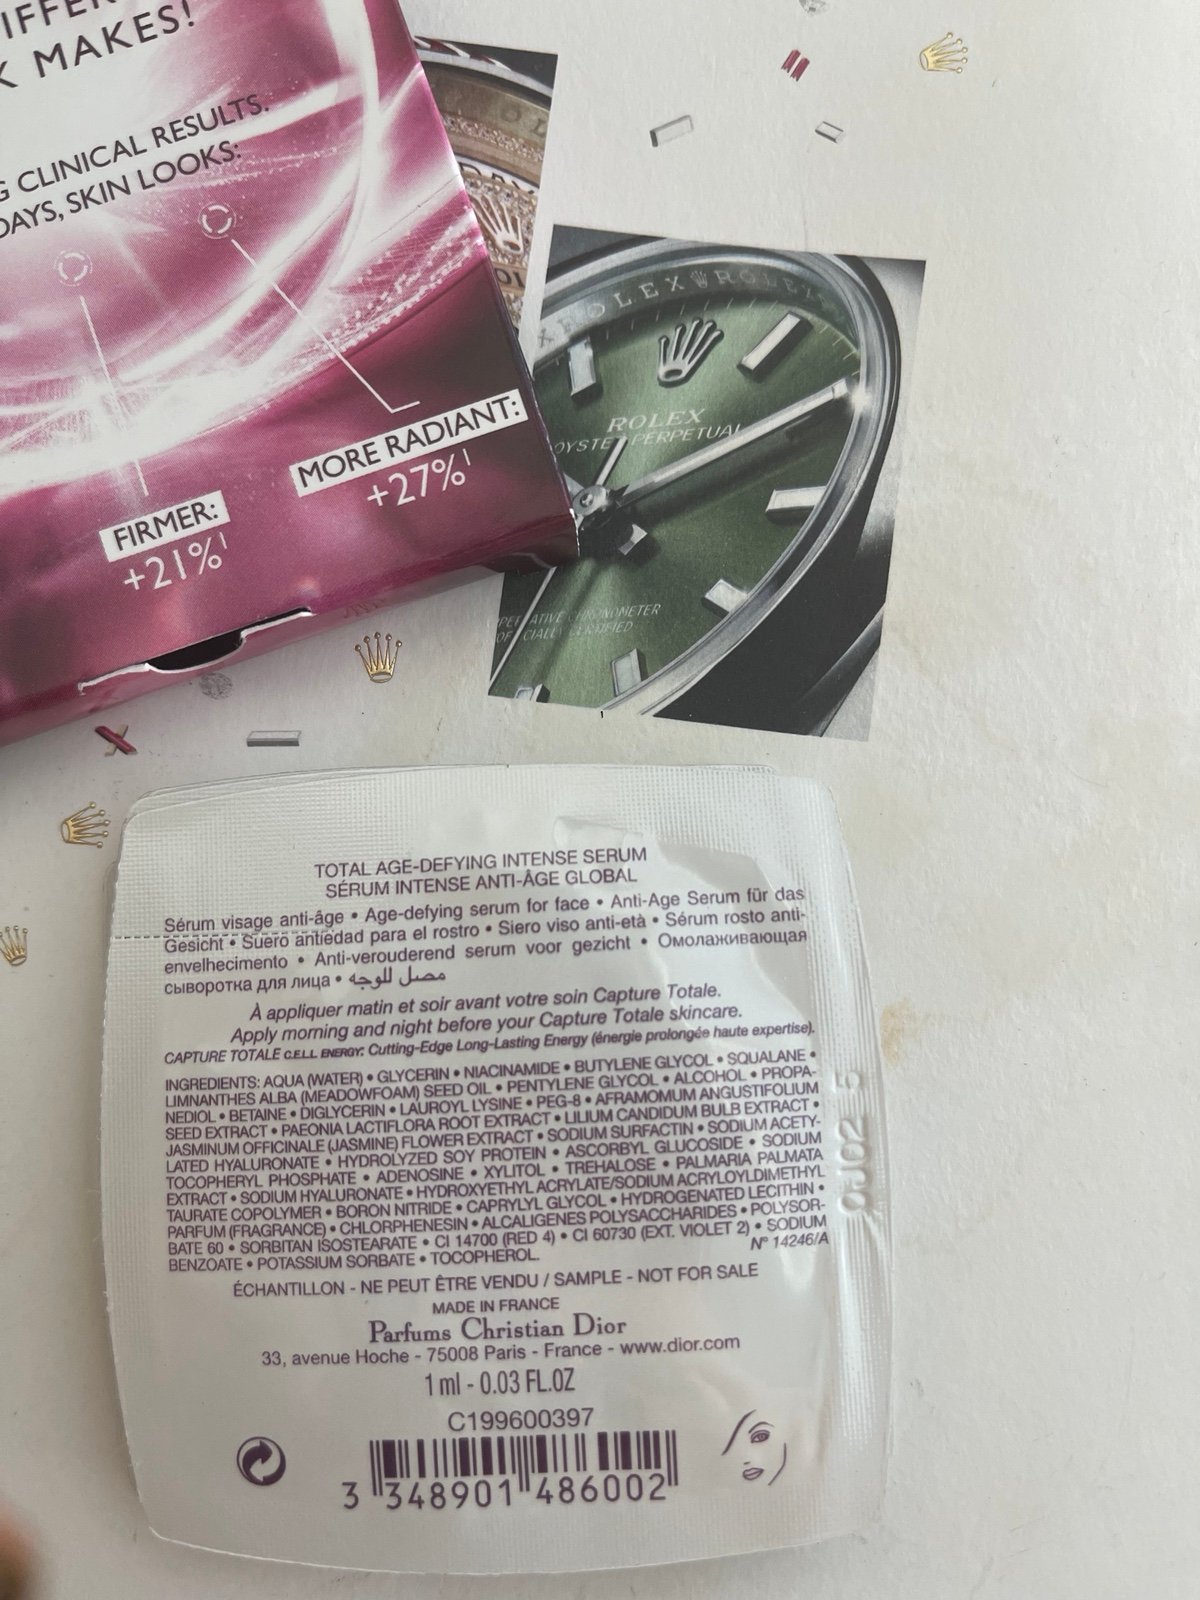 MAKES!
CLINICAL RESULTS.
DAYS, SKIN LOOKS:
MORE RADIANT:
+27%¹
FIRMER:
+21%¹
ROLEX ROLEX
ROLEX
OYSTER PERPETUAL
CHRONOMETER
CERTIFIED
TOTAL AGE-DEFYING INTENSE SERUM
SÉRUM INTENSE ANTI-ÂGE GLOBAL
Sérum visage anti-âge • Age-defying serum for face • Anti-Age Serum für das
Gesicht • Suero antiedad para el rostro • Siero viso anti-età • Sérum rosto anti-
envelhecimento • Anti-verouderend serum voor gezicht • Омолаживающая
сыворотка для лица • مصل للوجه
À appliquer matin et soir avant votre soin Capture Totale.
Apply morning and night before your Capture Totale skincare.
CAPTURE TOTALE C.E.L.L. ENERGY: Cutting-Edge Long-Lasting Energy (énergie prolongée haute expertise).
INGREDIENTS: AQUA (WATER) • GLYCERIN • NIACINAMIDE • BUTYLENE GLYCOL • SQUALANE •
LIMNANTHES ALBA (MEADOWFOAM) SEED OIL • PENTYLENE GLYCOL • ALCOHOL • PROPA-
NEDIOL • BETAINE • DIGLYCERIN • LAUROYL LYSINE • PEG-8 • AFRAMOMUM ANGUSTIFOLIUM
SEED EXTRACT • PAEONIA LACTIFLORA ROOT EXTRACT • LILIUM CANDIDUM BULB EXTRACT •
JASMINUM OFFICINALE (JASMINE) FLOWER EXTRACT • SODIUM SURFACTIN • SODIUM ACETY-
LATED HYALURONATE • HYDROLYZED SOY PROTEIN • ASCORBYL GLUCOSIDE • SODIUM
TOCOPHERYL PHOSPHATE • ADENOSINE • XYLITOL • TREHALOSE • PALMARIA PALMATA
EXTRACT • SODIUM HYALURONATE • HYDROXYETHYL ACRYLATE/SODIUM ACRYLOYLDIMETHYL
TAURATE COPOLYMER • BORON NITRIDE • CAPRYLYL GLYCOL • HYDROGENATED LECITHIN •
PARFUM (FRAGRANCE) • CHLORPHENESIN • ALCALIGENES POLYSACCHARIDES • POLYSOR-
BATE 60 • SORBITAN ISOSTEARATE • CI 14700 (RED 4) • CI 60730 (EXT. VIOLET 2) • SODIUM
BENZOATE • POTASSIUM SORBATE • TOCOPHEROL.
N° 14246/A
ÉCHANTILLON - NE PEUT ÊTRE VENDU / SAMPLE - NOT FOR SALE
MADE IN FRANCE
Parfums Christian Dior
33, avenue Hoche - 75008 Paris - France - www.dior.com
1 ml - 0.03 FL.OZ
C199600397
3 348901 486002